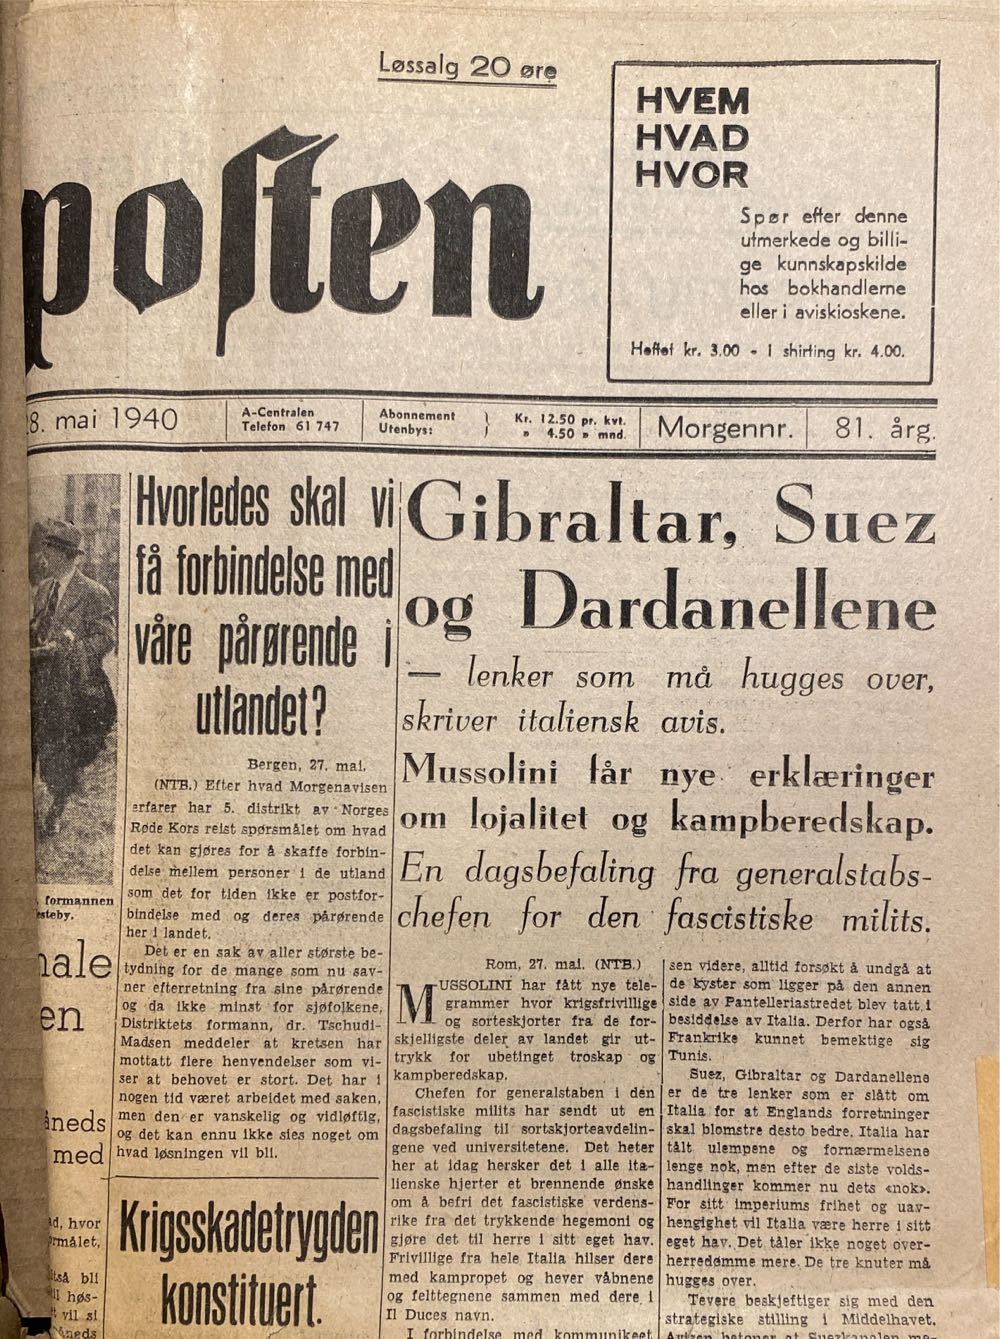 Løssalg 20 øre
posten
HVEM
HVAD
HVOR
Spør efter denne
utmerkede og billi-
ge kunnskapskilde
hos bokhandlerne
eller i aviskioskene.
Heftet kr. 3.00 - I shirting kr. 4.00.
28. mai 1940
A-Centralen
Telefon 61 747
Abonnement
Utenbys:
Kr. 12.50 pr. kvt.
» 4.50 » mnd.
Morgennr.
81. årg.
formannen
esteby.
nale
en
åneds
med
ad, hvor
ormålet,
tså bli
høs-
vil si
åneds
Hvorledes skal vi
få forbindelse med
våre pårørende i
utlandet?
Bergen, 27. mai.
(NTB.) Efter hvad Morgenavisen
erfarer har 5. distrikt av Norges
Røde Kors reist spørsmålet om hvad
det kan gjøres for å skaffe forbin-
delse mellem personer i de utland
som det for tiden ikke er postfor-
bindelse med og deres pårørende
her i landet.
Det er en sak av aller største be-
tydning for de mange som nu sav-
ner efterretning fra sine pårørende
og da ikke minst for sjøfolkene,
Distriktets formann, dr. Tschudi-
Madsen meddeler at kretsen har
mottatt flere henvendelser som vi-
ser at behovet er stort. Det har i
nogen tid været arbeidet med saken,
men den er vanskelig og vidløftig,
og det kan ennu ikke sies noget om
hvad løsningen vil bli.
Krigsskadetrygden
konstituert.
Gibraltar, Suez
og Dardanellene
— lenker som må hugges over,
skriver italiensk avis.
Mussolini får nye erklæringer
om lojalitet og kampberedskap.
En dagsbefaling fra generalstabs-
chefen for den fascistiske milits.
Rom, 27. mai. (NTB.)
MUSSOLINI har fått nye tele-
grammer hvor krigsfrivillige
og sorteskjorter fra de for-
skjelligste deler av landet gir ut-
trykk for ubetinget troskap og
kampberedskap.
Chefen for generalstaben i den
fascistiske milits har sendt ut en
dagsbefaling til sortskjorteavdelin-
gene ved universitetene. Det heter
her at idag hersker det i alle ita-
lienske hjerter et brennende ønske
om å befri det fascistiske verdens-
rike fra det trykkende hegemoni og
gjøre det til herre i sitt eget hav.
Frivillige fra hele Italia hilser dere
med kampropet og hever våbnene
og felttegnene sammen med dere i
Il Duces navn.
I forbindelse med kommunikeet
sen videre, alltid forsøkt å undgå at
de kyster som ligger på den annen
side av Pantelleriastredet blev tatt i
besiddelse av Italia. Derfor har også
Frankrike kunnet bemektige sig
Tunis.
Suez, Gibraltar og Dardanellene
er de tre lenker som er slått om
Italia for at Englands forretninger
skal blomstre desto bedre. Italia har
tålt ulempene og fornærmelsene
lenge nok, men efter de siste volds-
handlinger kommer nu dets «nok».
For sitt imperiums frihet og uav-
hengighet vil Italia være herre i sitt
eget hav. Det tåler ikke noget over-
herredømme mere. De tre knuter må
hugges over.
Tevere beskjeftiger sig med den
strategiske stilling i Middelhavet.
Avisen betoner at Suezkanalen